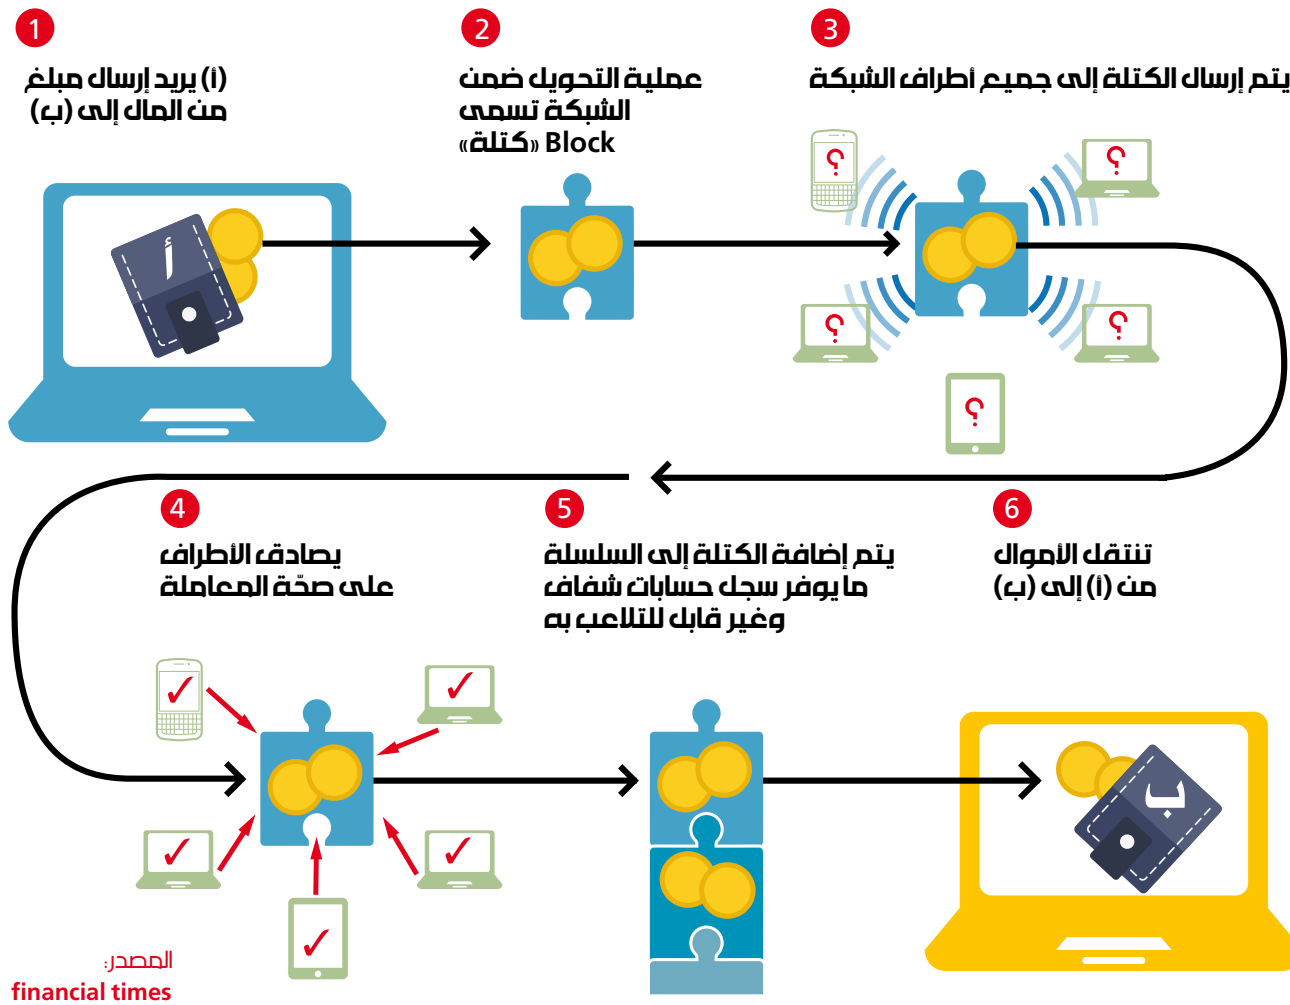 1
(أ) يريد إرسال مبلغ
من المال إلى (ب)
2
عملية التحويل ضمن
الشبكة تسمى
Block «كتلة»
3
يتم إرسال الكتلة إلى جميع أطراف الشبكة
أ
؟
؟
؟
؟
؟
4
يصادق الأطراف
على صحّة المعاملة
5
يتم إضافة الكتلة إلى السلسلة
ما يوفر سجل حسابات شفاف
وغير قابل للتلاعب به
6
تنتقل الأموال
من (أ) إلى (ب)
ب
المصدر:
financial times